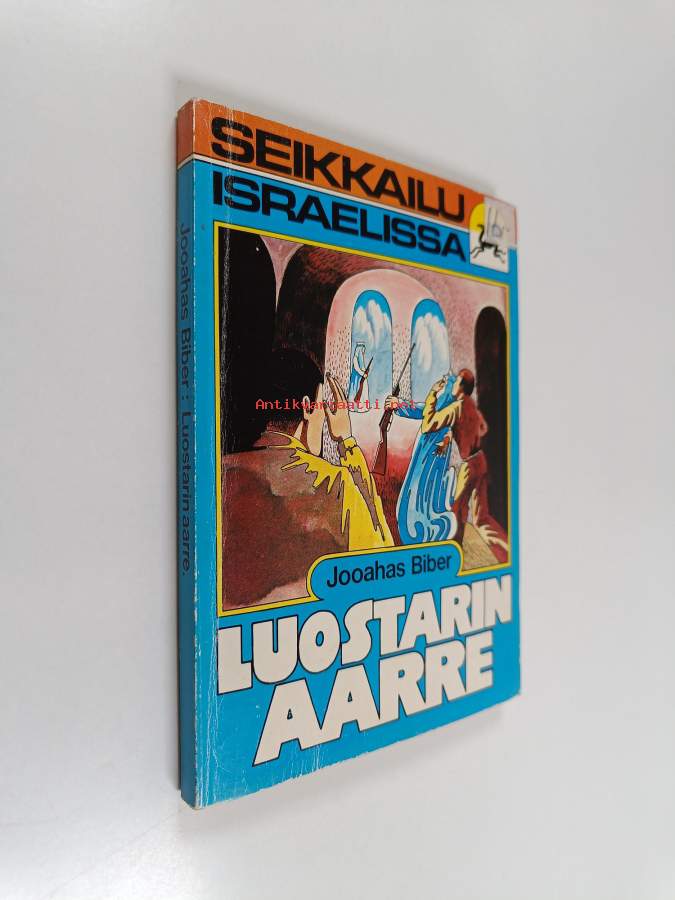 SEIKKAILU
ISRAELISSA
Jooahas Biber : Luostarin aarre.
Antikvariaatti.net
Jooahas Biber
LUOSTARIN
AARRE